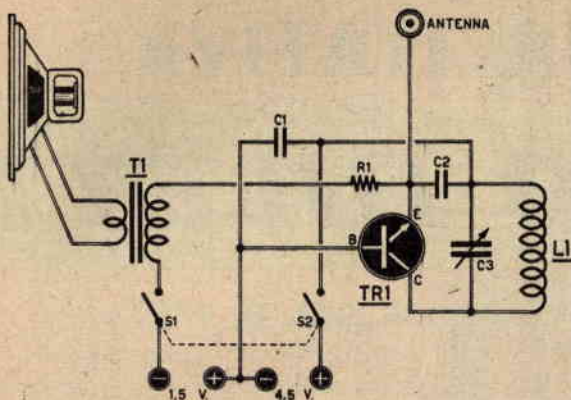 ANTENNA
C1
T1
R1
C2
E
B
C
C3
L1
TR1
S1
S2
− 1.5 V. + − 4.5 V. +